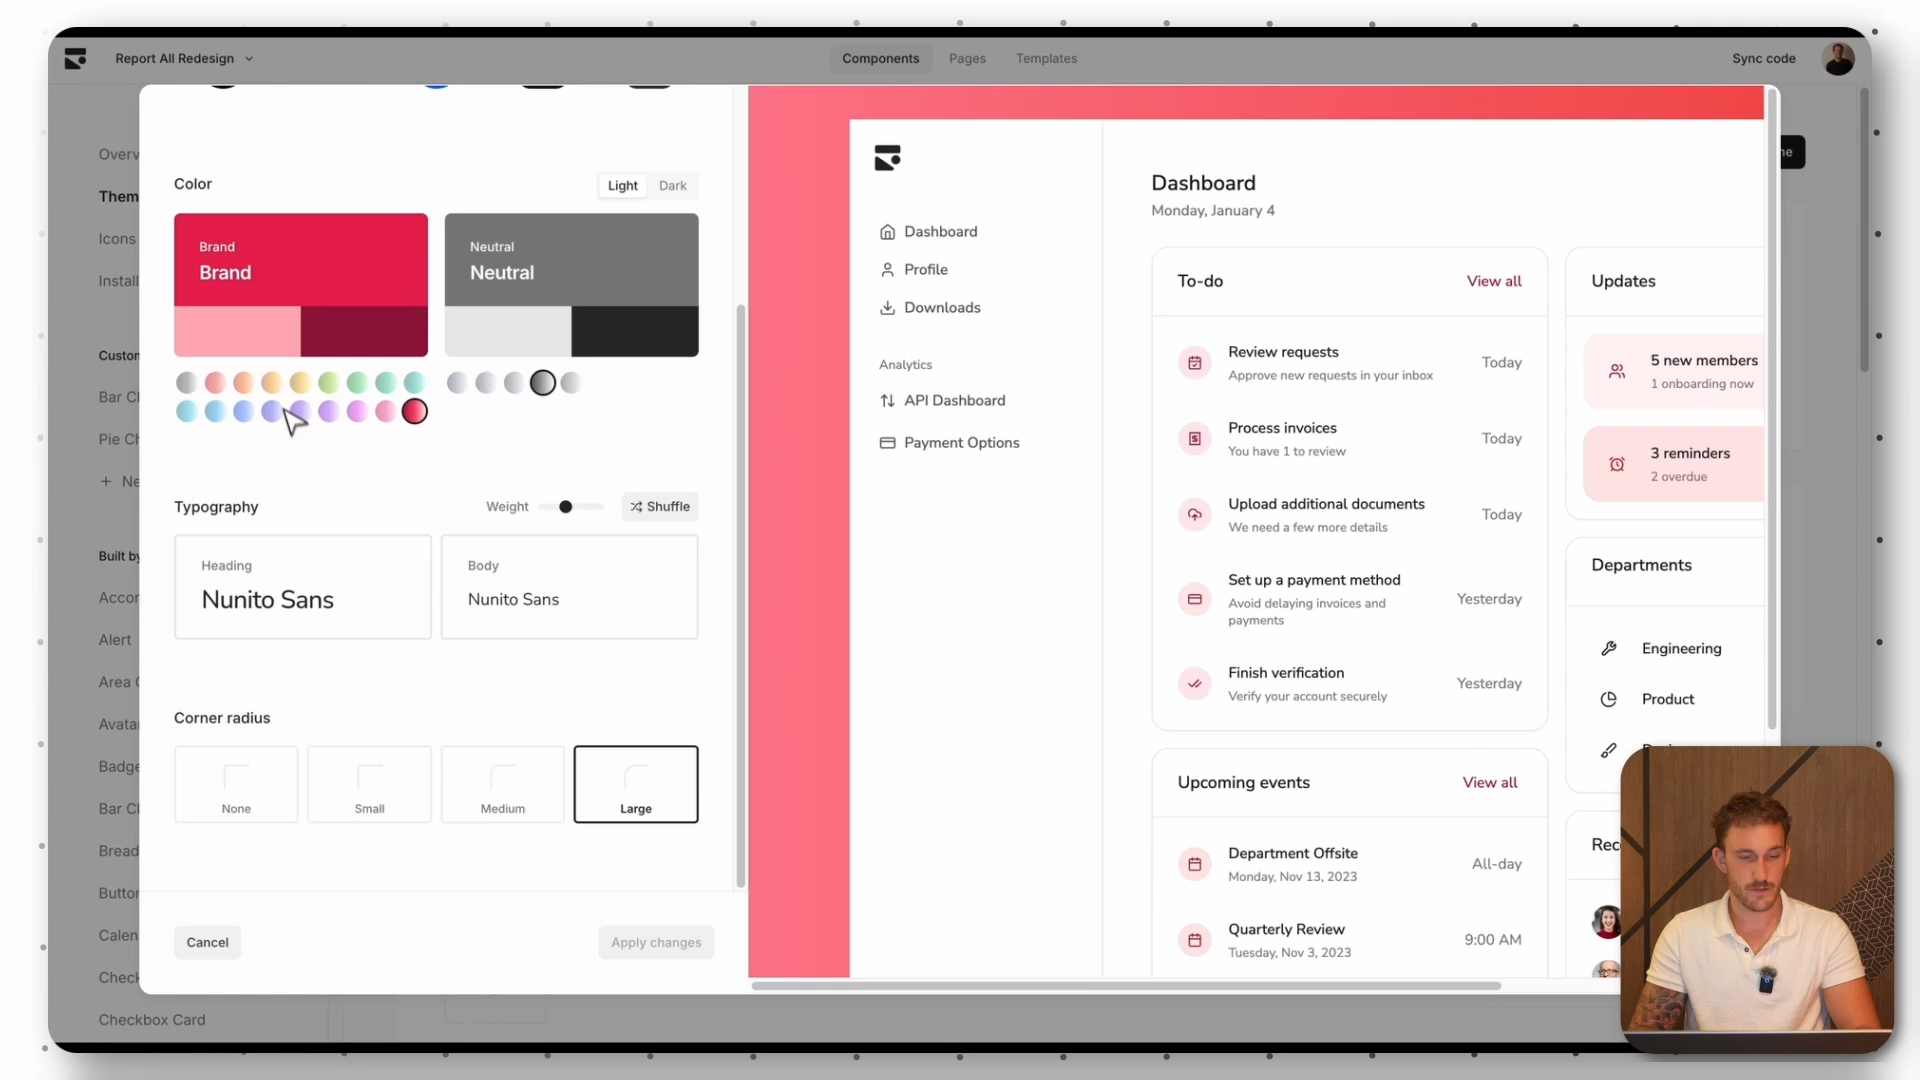 Report All Redesign
Components
Pages
Templates
Sync code
Overv
Them
Icons
Install
Custon
Bar Cl
Pie Ch
+ Ne
Built by
Accor
Alert
Area C
Avata
Badge
Bar Cl
Bread
Button
Calen
Check
Checkbox Card
Color
Light
Dark
Brand
Brand
Neutral
Neutral
Typography
Weight
Shuffle
Heading
Nunito Sans
Body
Nunito Sans
Corner radius
None
Small
Medium
Large
Cancel
Apply changes
Dashboard
Profile
Downloads
Analytics
API Dashboard
Payment Options
Dashboard
Monday, January 4
To-do
View all
Review requests
Approve new requests in your inbox
Today
Process invoices
You have 1 to review
Today
Upload additional documents
We need a few more details
Today
Set up a payment method
Avoid delaying invoices and
payments
Yesterday
Finish verification
Verify your account securely
Yesterday
Upcoming events
View all
Department Offsite
Monday, Nov 13, 2023
All-day
Quarterly Review
Tuesday, Nov 3, 2023
9:00 AM
Updates
5 new members
1 onboarding now
3 reminders
2 overdue
Departments
Engineering
Product
Rec
ne